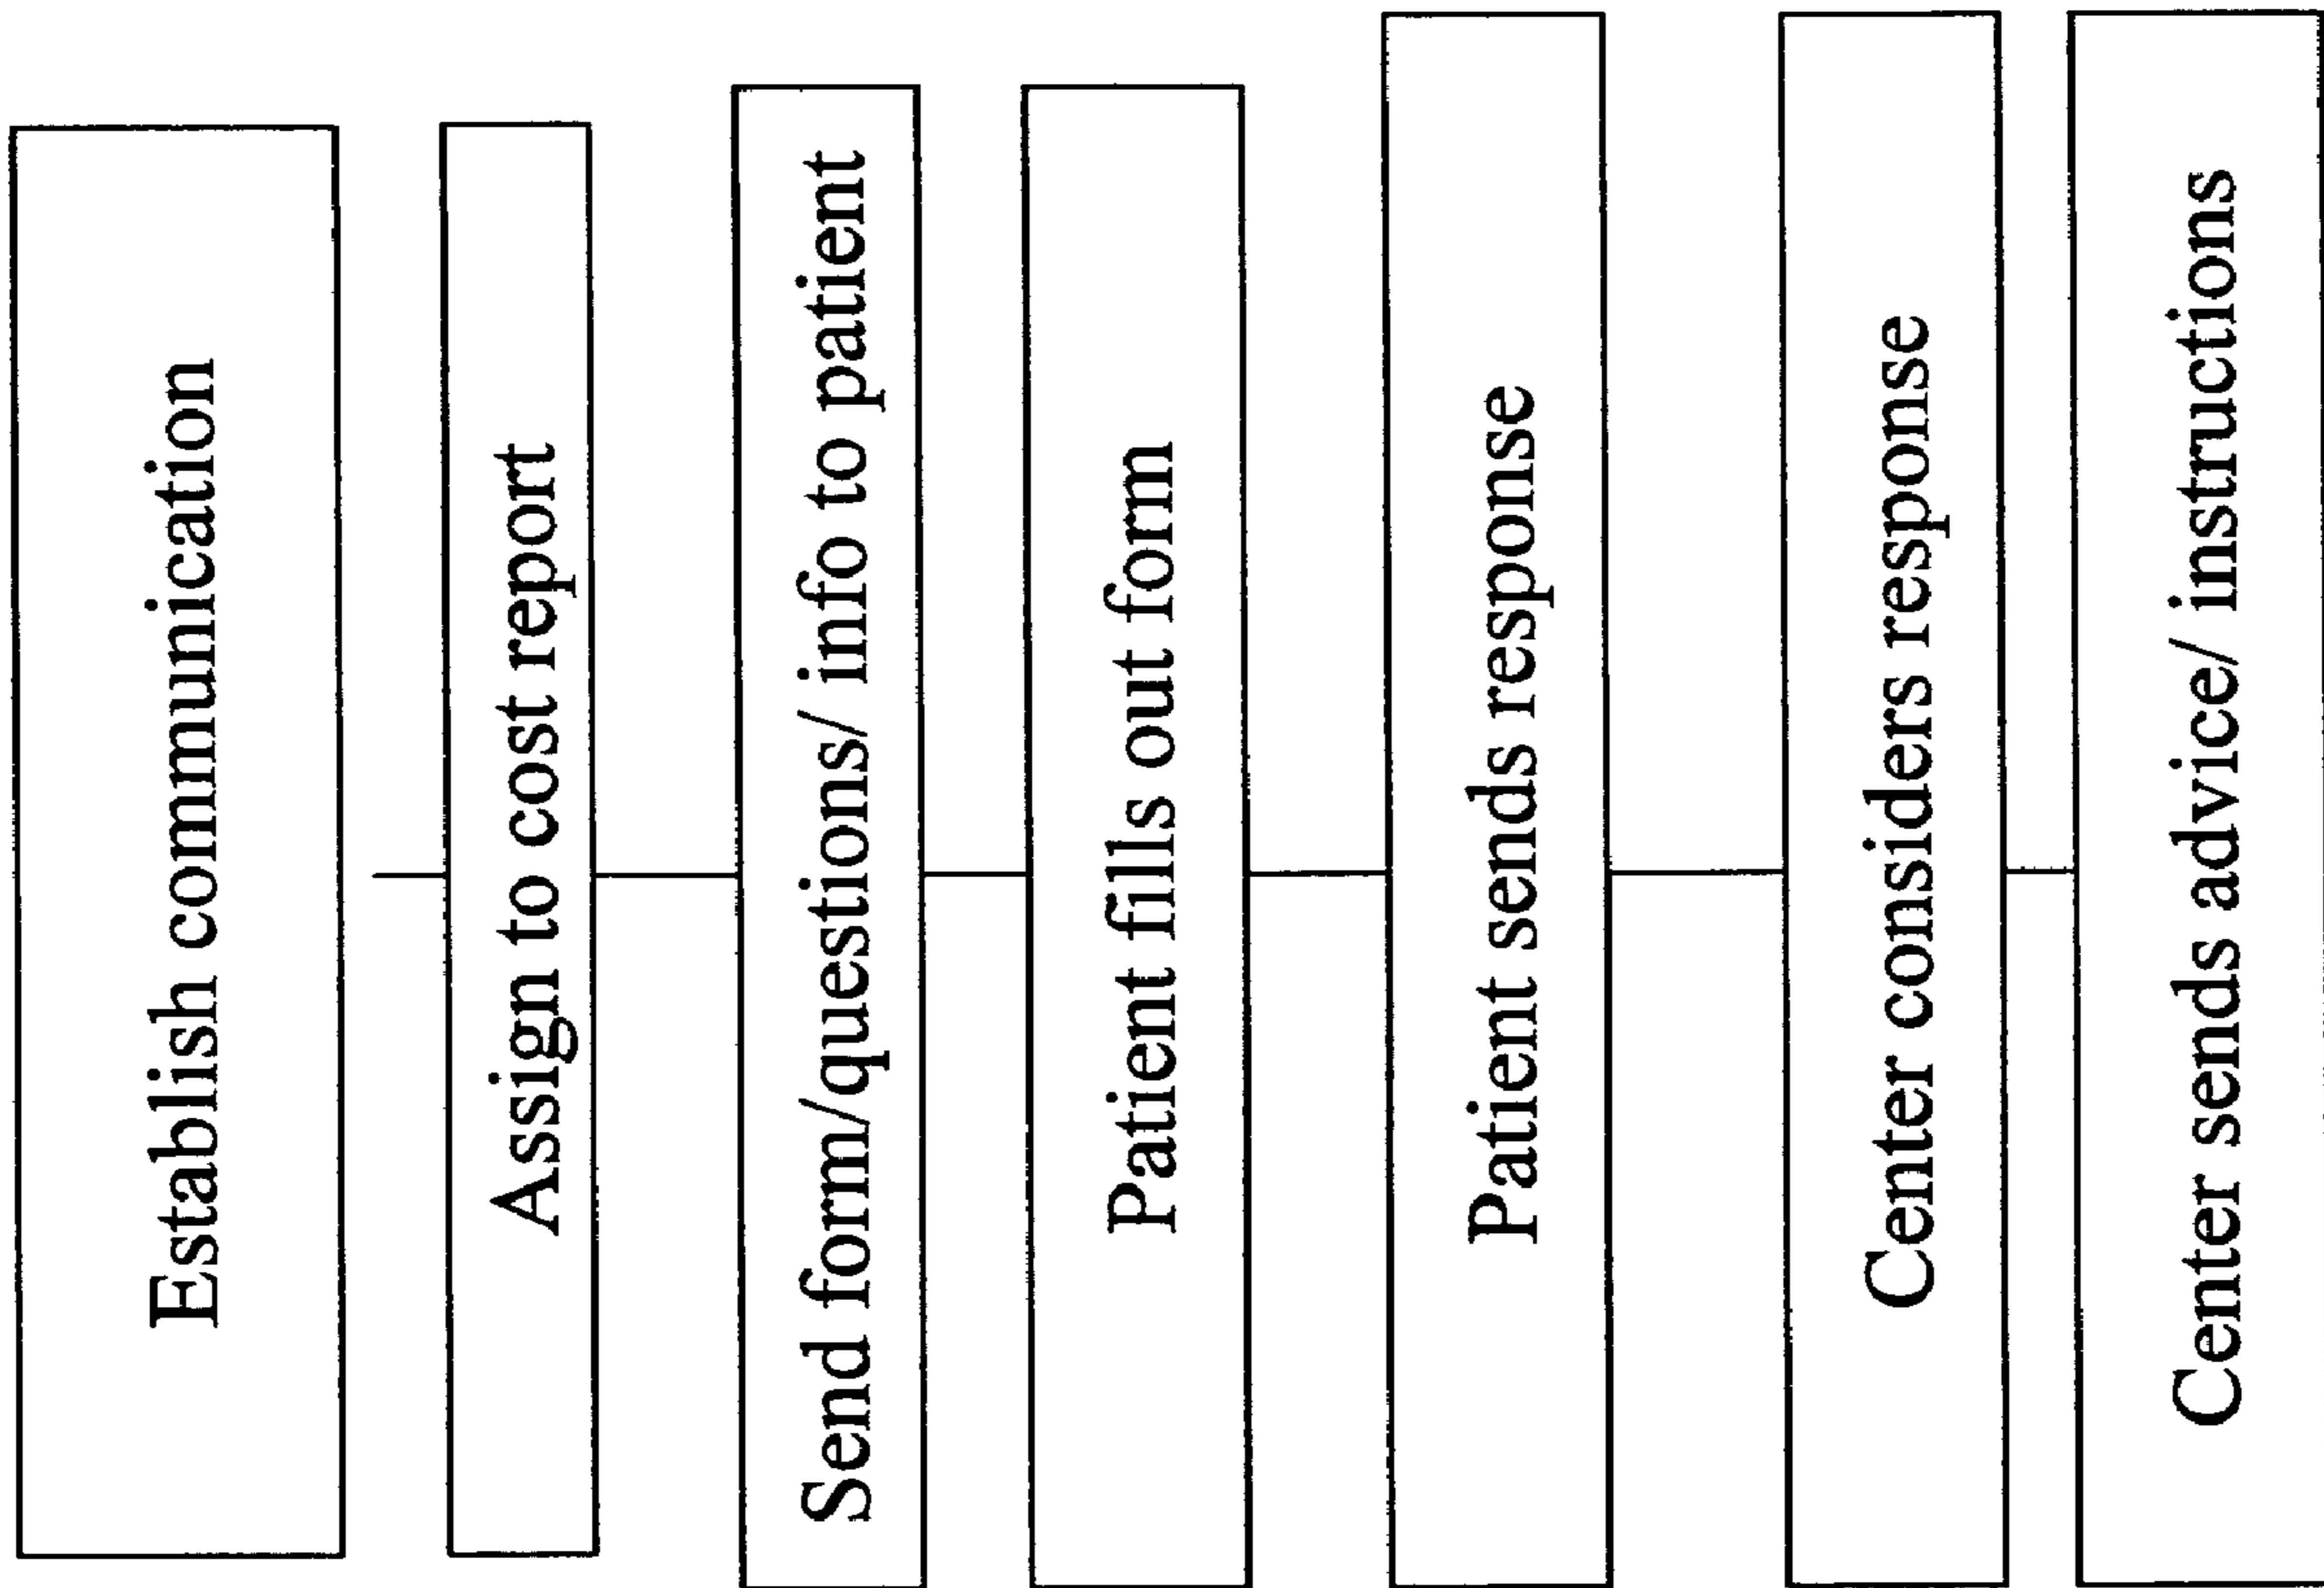 Establish communication
Assign to cost report
Send form/questions/ info to patient
Patient fills out form
Patient sends response
Center considers response
Center sends advice/ instructions